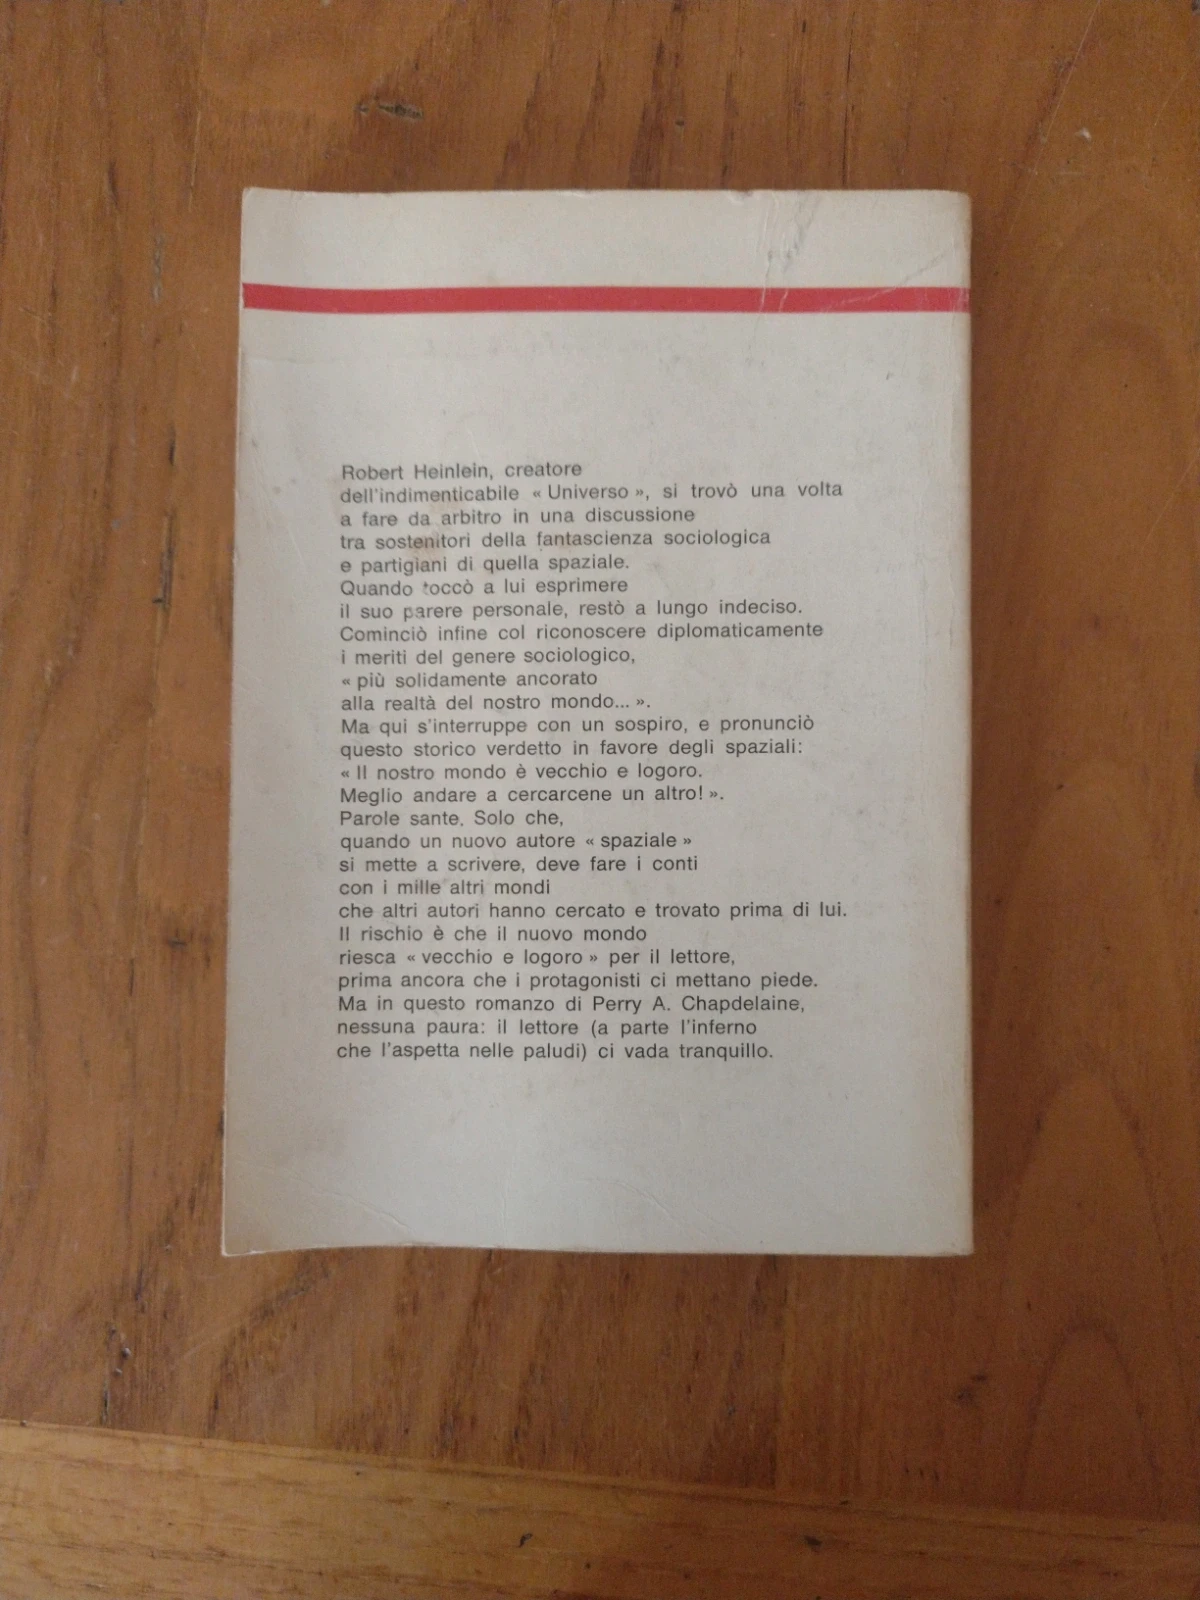 Robert Heinlein, creatore
dell'indimenticabile « Universo », si trovò una volta
a fare da arbitro in una discussione
tra sostenitori della fantascienza sociologica
e partigiani di quella spaziale.
Quando toccò a lui esprimere
il suo parere personale, restò a lungo indeciso.
Cominciò infine col riconoscere diplomaticamente
i meriti del genere sociologico,
« più solidamente ancorato
alla realtà del nostro mondo... ».
Ma qui s'interruppe con un sospiro, e pronunciò
questo storico verdetto in favore degli spaziali:
« Il nostro mondo è vecchio e logoro.
Meglio andare a cercarcene un altro! ».
Parole sante. Solo che,
quando un nuovo autore « spaziale »
si mette a scrivere, deve fare i conti
con i mille altri mondi
che altri autori hanno cercato e trovato prima di lui.
Il rischio è che il nuovo mondo
riesca « vecchio e logoro » per il lettore,
prima ancora che i protagonisti ci mettano piede.
Ma in questo romanzo di Perry A. Chapdelaine,
nessuna paura: il lettore (a parte l'inferno
che l'aspetta nelle paludi) ci vada tranquillo.